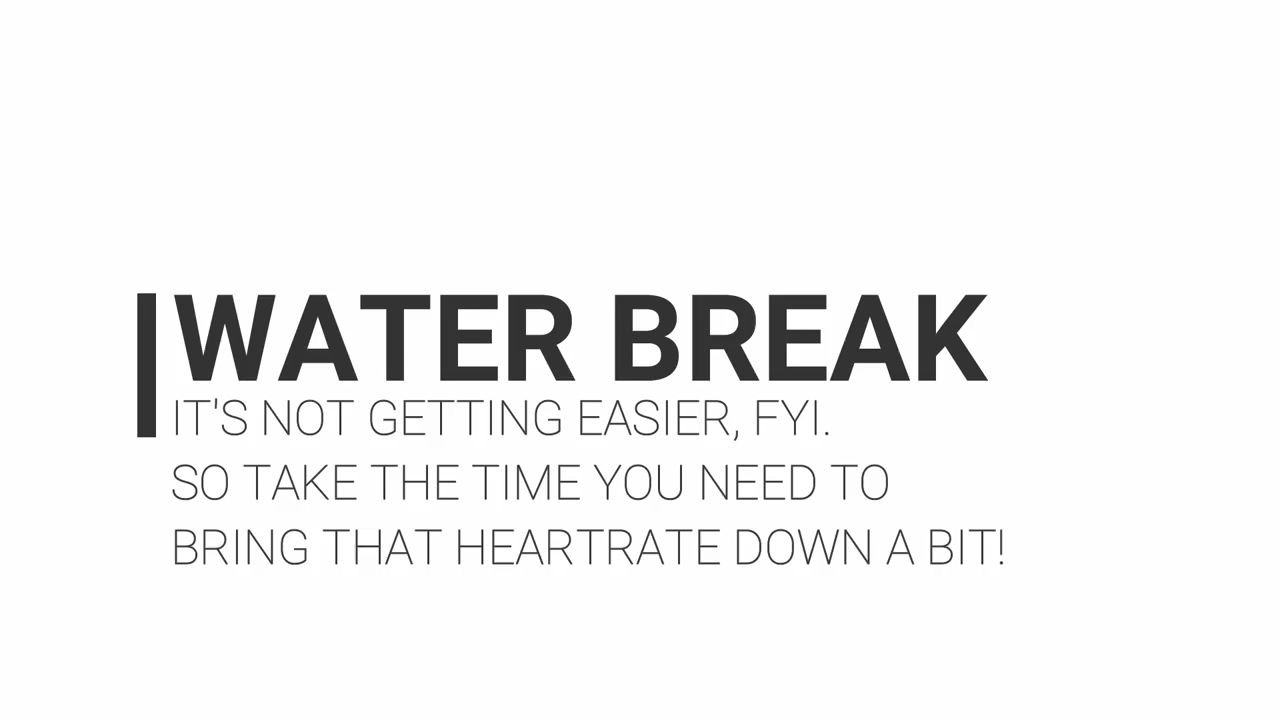 WATER BREAK
IT'S NOT GETTING EASIER, FYI.
SO TAKE THE TIME YOU NEED TO
BRING THAT HEARTRATE DOWN A BIT!